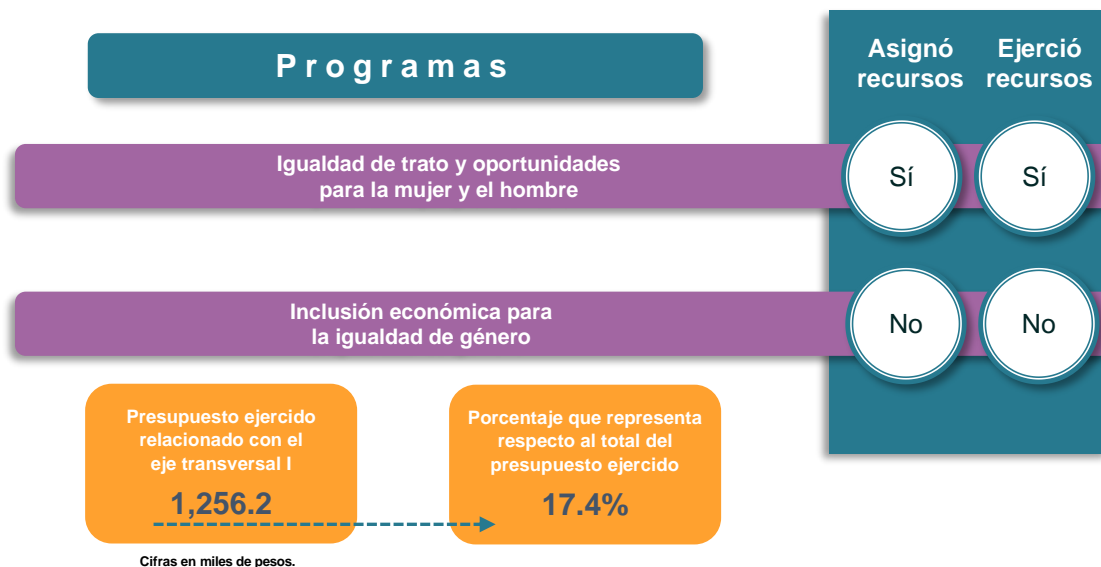 Programas
Asignó
recursos
Ejerció
recursos
Igualdad de trato y oportunidades
para la mujer y el hombre
Sí
Sí
Inclusión económica para
la igualdad de género
No
No
Presupuesto ejercido
relacionado con el
eje transversal I
1,256.2
Porcentaje que representa
respecto al total del
presupuesto ejercido
17.4%
Cifras en miles de pesos.